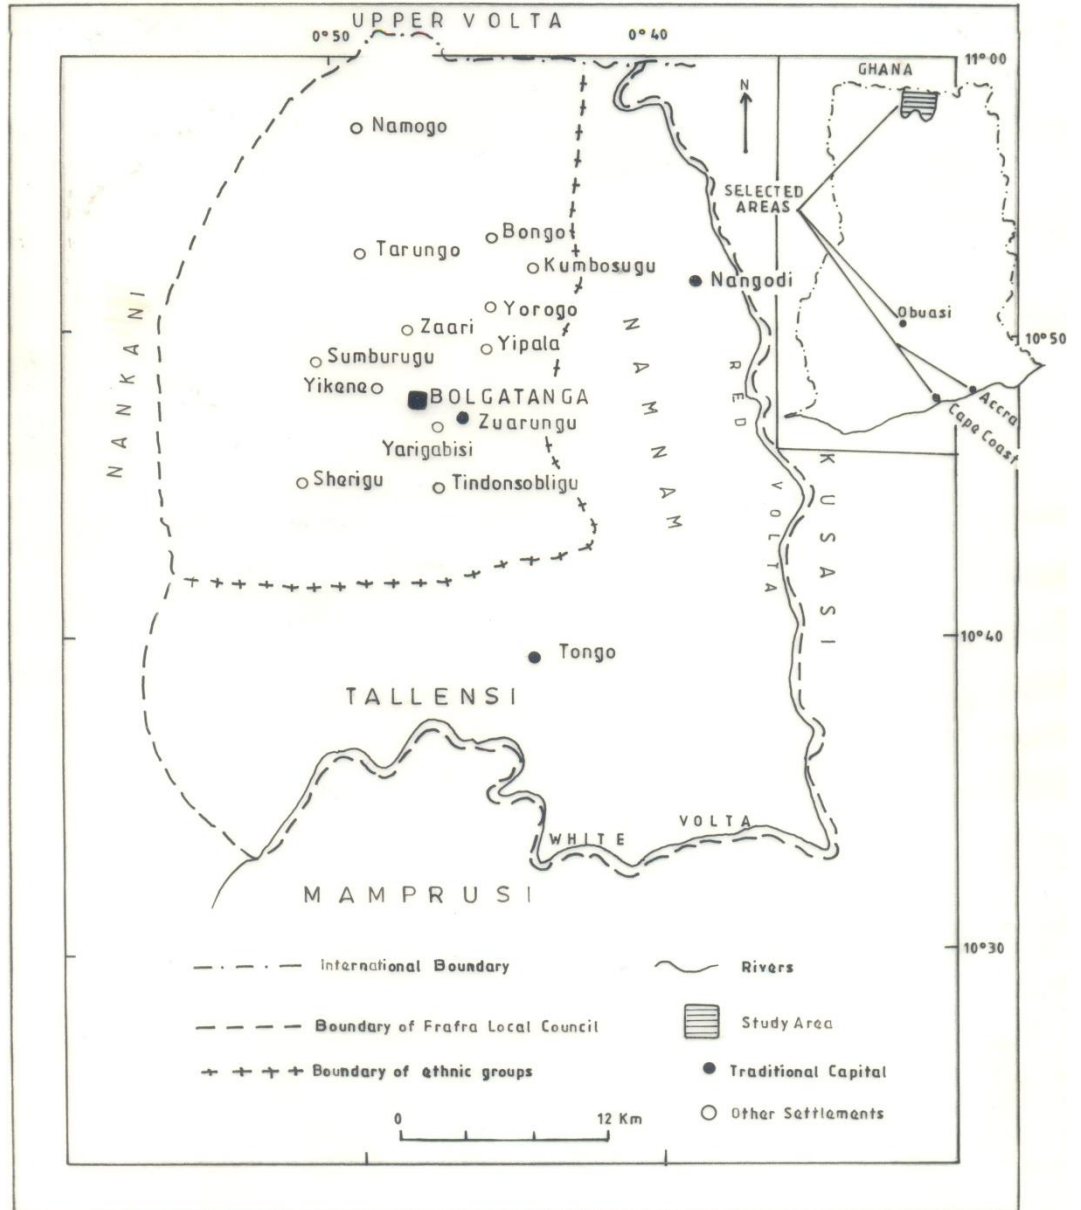 UPPER VOLTA
0° 50
0° 40
11° 00
GHANA
N
Namogo
SELECTED
AREAS
Bongo
Tarungo
Kumbosugu
Nangodi
Yorogo
Obuasi
Zaari
10° 50
Yipala
Sumburugu
Yikene
BOLGATANGA
Accra
Cape Coast
Zuarungu
Yarigabisi
Sherigu
Tindonsobligu
NANKANI
NAMNAM
RED VOLTA
KUSASI
10° 40
Tongo
TALLENSI
WHITE VOLTA
MAMPRUSI
10° 30
International Boundary
Rivers
Boundary of Frafra Local Council
Study Area
Boundary of ethnic groups
Traditional Capital
0 12 Km
Other Settlements